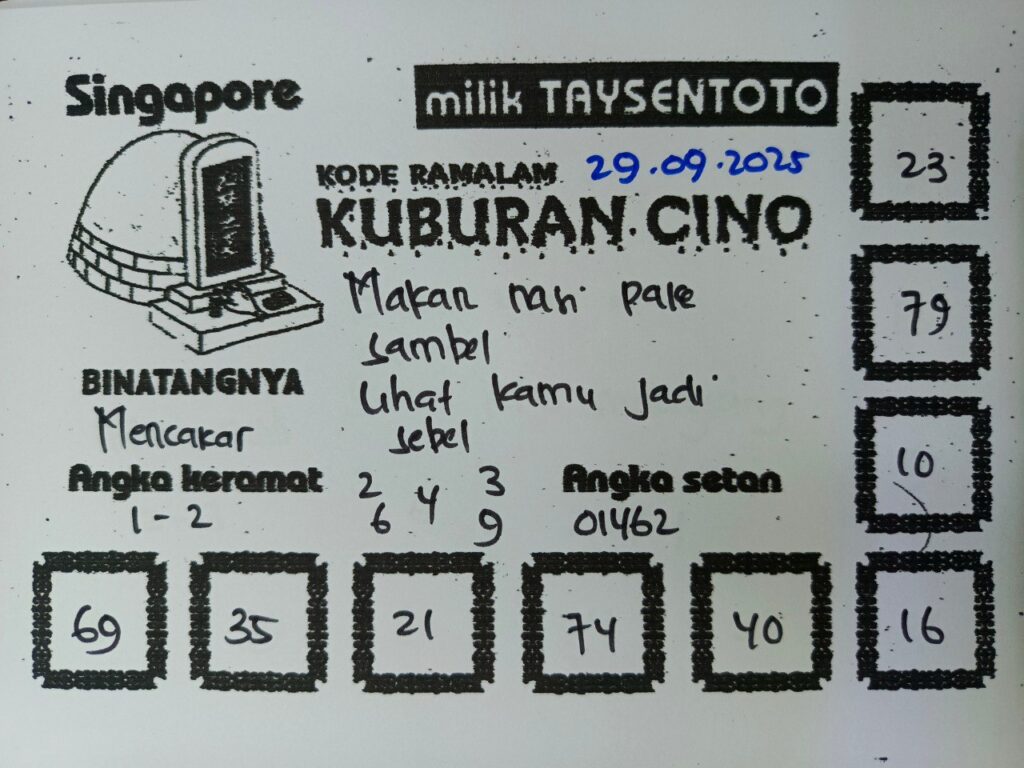 Singapore
milik TAYSENTOTO
KODE RAMALAM 29.09.2025
KUBURAN CINO
Makan nasi pake
sambel
Lihat kamu jadi
sebel
BINATANGNYA
Mencakar
Angka keramat
1 - 2
2 4 3
6 9
Angka setan
01462
23
79
10
69 35 21 74 40 16